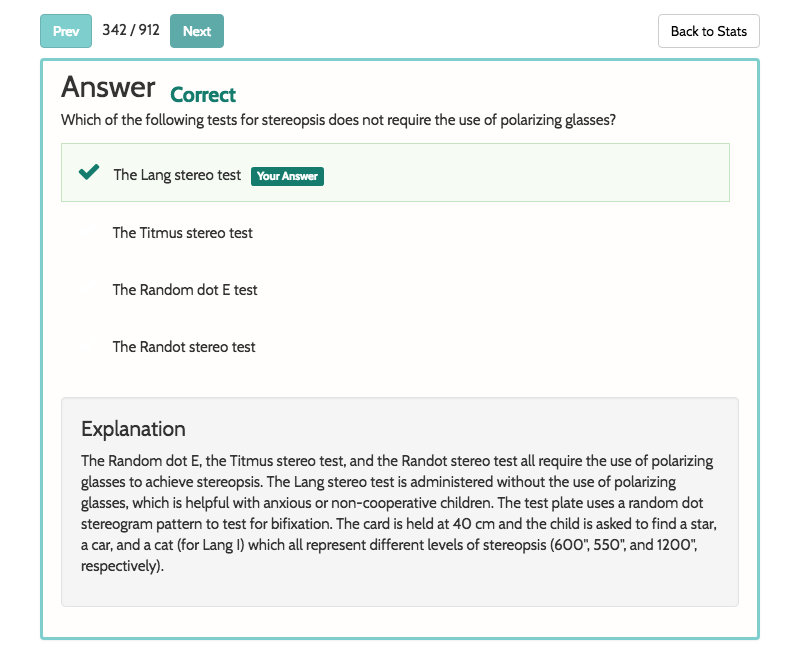 Prev 342 / 912 Next Back to Stats
Answer Correct
Which of the following tests for stereopsis does not require the use of polarizing glasses?
The Lang stereo test Your Answer
The Titmus stereo test
The Random dot E test
The Randot stereo test
Explanation
The Random dot E, the Titmus stereo test, and the Randot stereo test all require the use of polarizing
glasses to achieve stereopsis. The Lang stereo test is administered without the use of polarizing
glasses, which is helpful with anxious or non-cooperative children. The test plate uses a random dot
stereogram pattern to test for bifixation. The card is held at 40 cm and the child is asked to find a star,
a car, and a cat (for Lang I) which all represent different levels of stereopsis (600", 550", and 1200",
respectively).